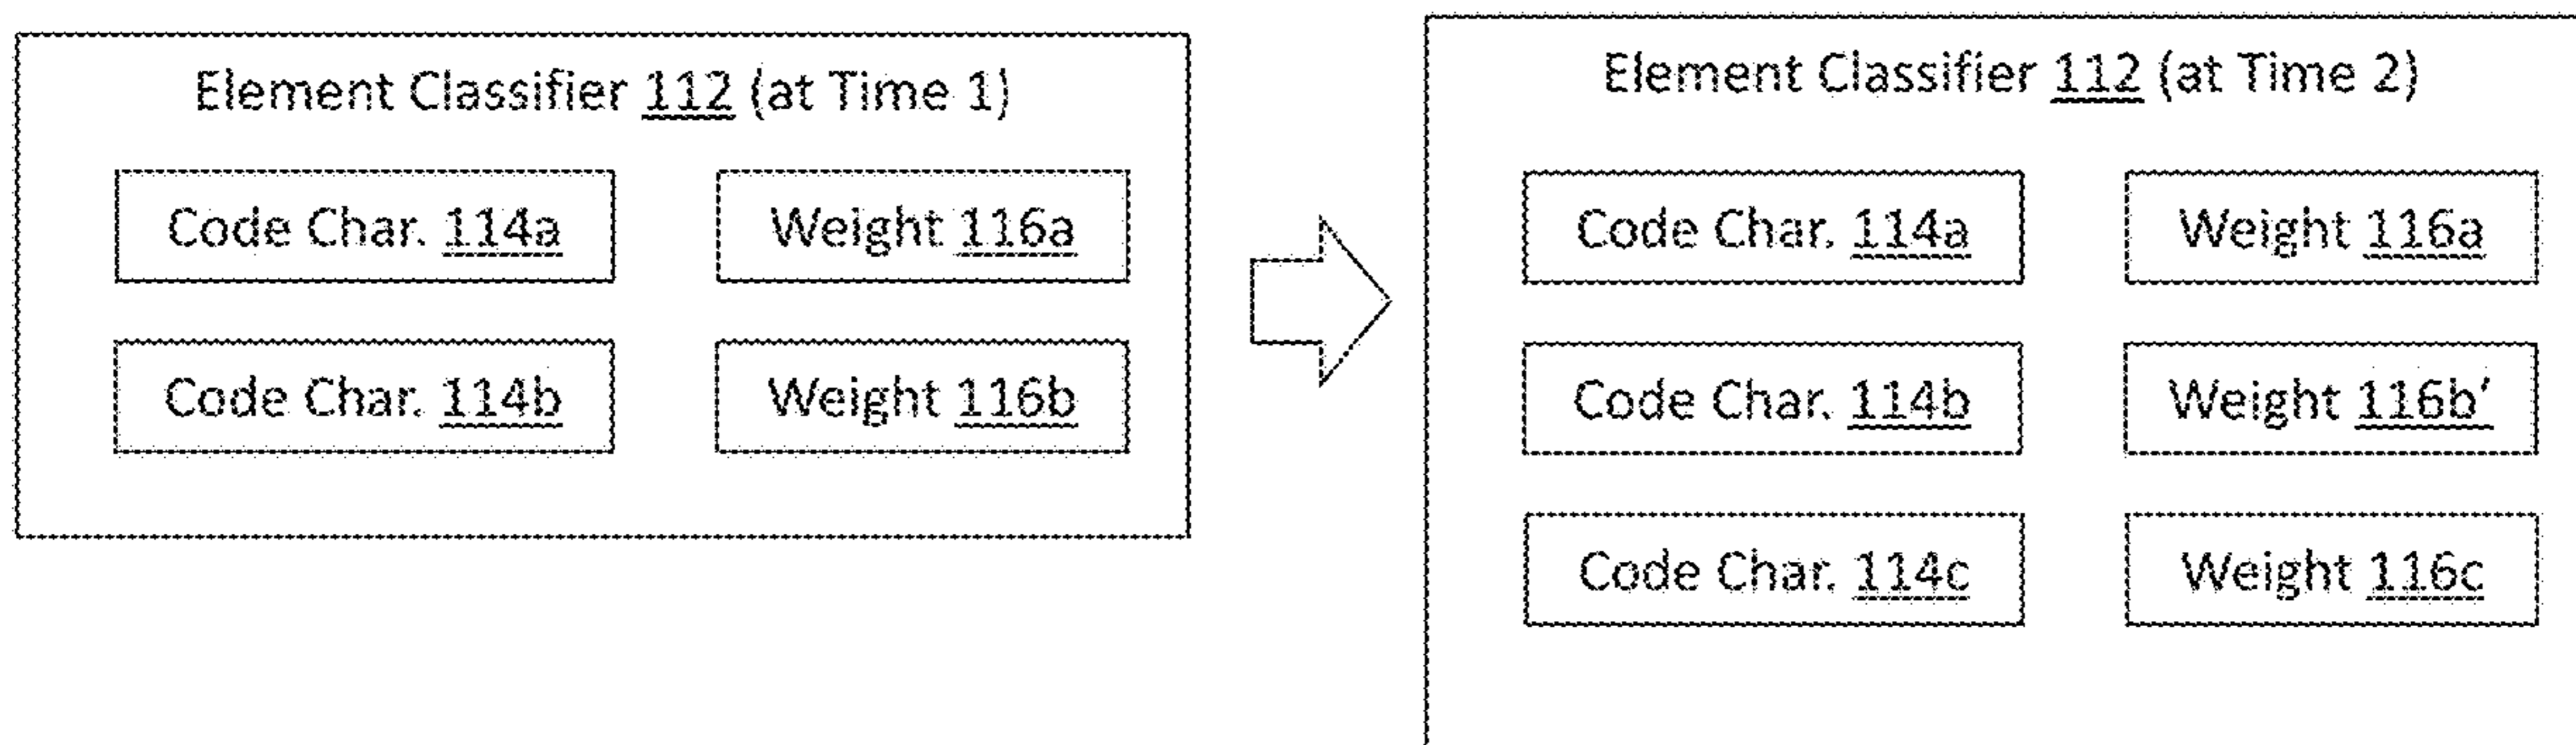 Element Classifier 112 (at Time 1)
Code Char. 114a
Weight 116a
Code Char. 114b
Weight 116b
Element Classifier 112 (at Time 2)
Code Char. 114a
Weight 116a
Code Char. 114b
Weight 116b′
Code Char. 114c
Weight 116c